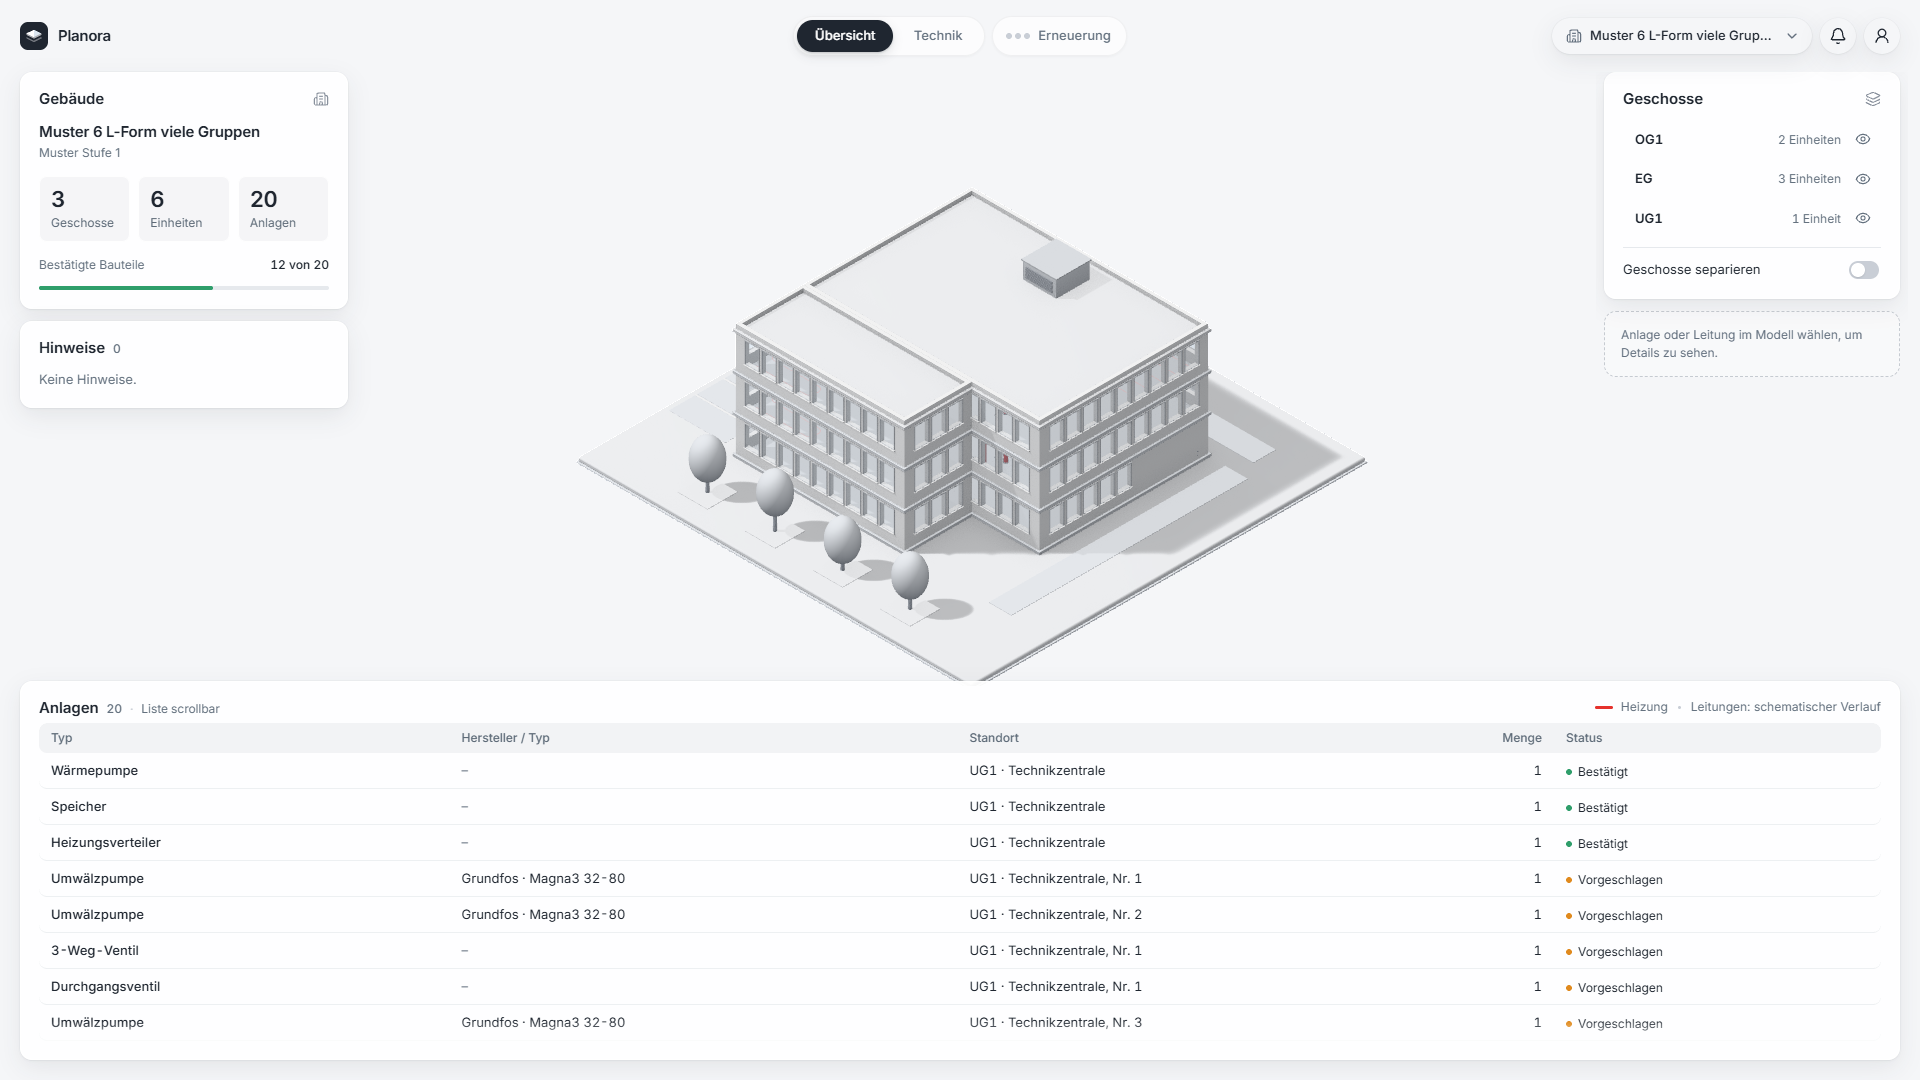 Planora
Übersicht
Technik
Erneuerung
Muster 6 L-Form viele Grup...
Gebäude
Muster 6 L-Form viele Gruppen
Muster Stufe 1
3 6 20
Geschosse Einheiten Anlagen
Bestätigte Bauteile 12 von 20
Hinweise 0
Keine Hinweise.
Geschosse
OG1 2 Einheiten
EG 3 Einheiten
UG1 1 Einheit
Geschosse separieren
Anlage oder Leitung im Modell wählen, um
Details zu sehen.
Anlagen 20 · Liste scrollbar
Heizung • Leitungen: schematischer Verlauf
Typ Hersteller / Typ Standort Menge Status
Wärmepumpe – UG1 · Technikzentrale 1 Bestätigt
Speicher – UG1 · Technikzentrale 1 Bestätigt
Heizungsverteiler – UG1 · Technikzentrale 1 Bestätigt
Umwälzpumpe Grundfos · Magna3 32-80 UG1 · Technikzentrale, Nr. 1 1 Vorgeschlagen
Umwälzpumpe Grundfos · Magna3 32-80 UG1 · Technikzentrale, Nr. 2 1 Vorgeschlagen
3-Weg-Ventil – UG1 · Technikzentrale, Nr. 1 1 Vorgeschlagen
Durchgangsventil – UG1 · Technikzentrale, Nr. 1 1 Vorgeschlagen
Umwälzpumpe Grundfos · Magna3 32-80 UG1 · Technikzentrale, Nr. 3 1 Vorgeschlagen